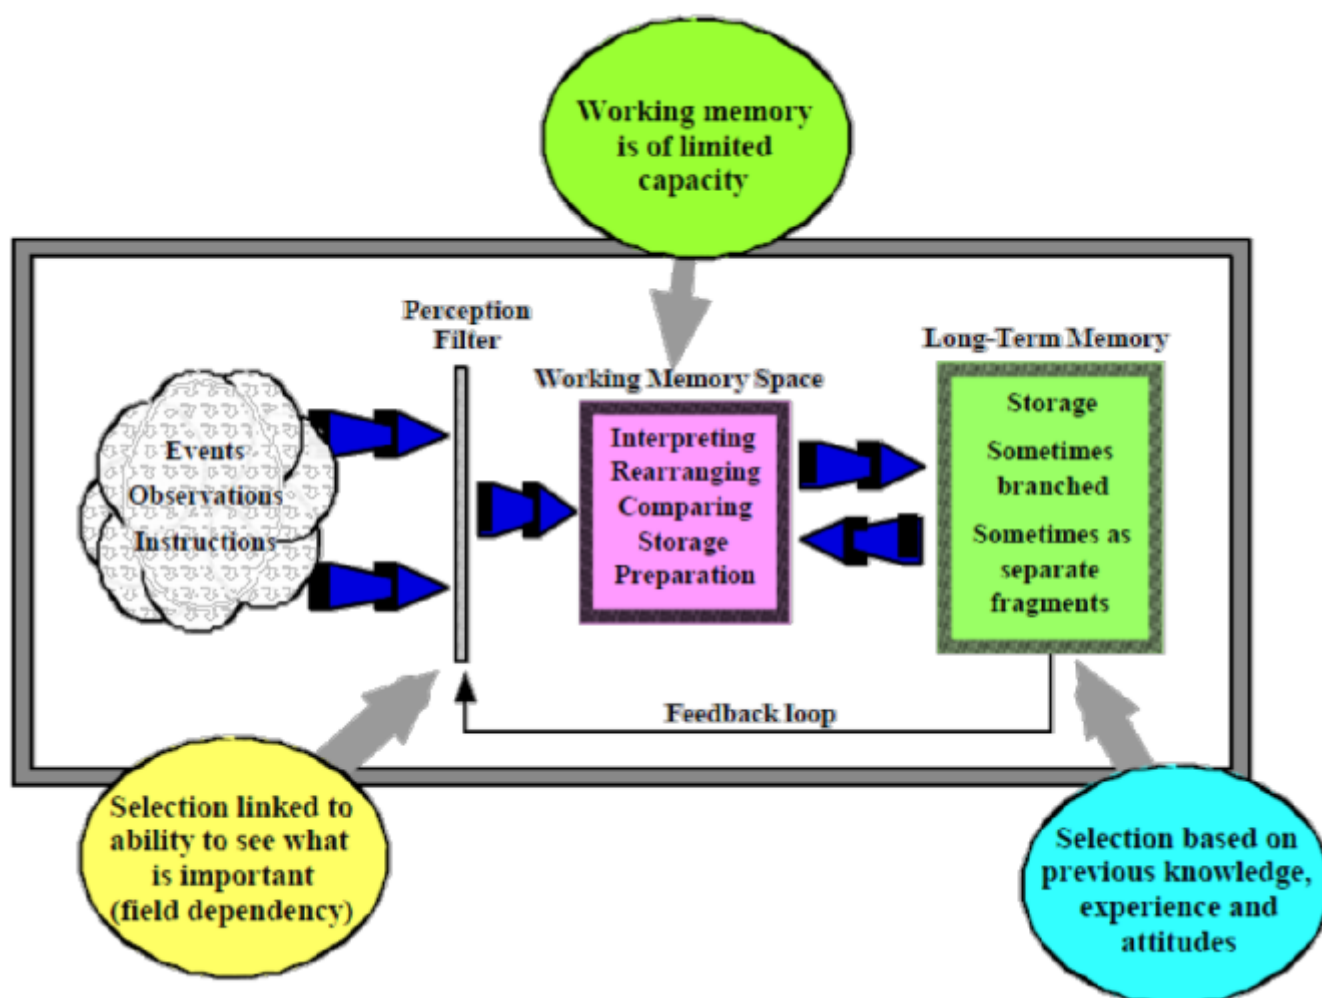 Working memory
is of limited
capacity
Perception
Filter
Long-Term Memory
Working Memory Space
Events
Observations
Instructions
Interpreting
Rearranging
Comparing
Storage
Preparation
Storage
Sometimes
branched
Sometimes as
separate
fragments
Feedback loop
Selection linked to
ability to see what
is important
(field dependency)
Selection based on
previous knowledge,
experience and
attitudes